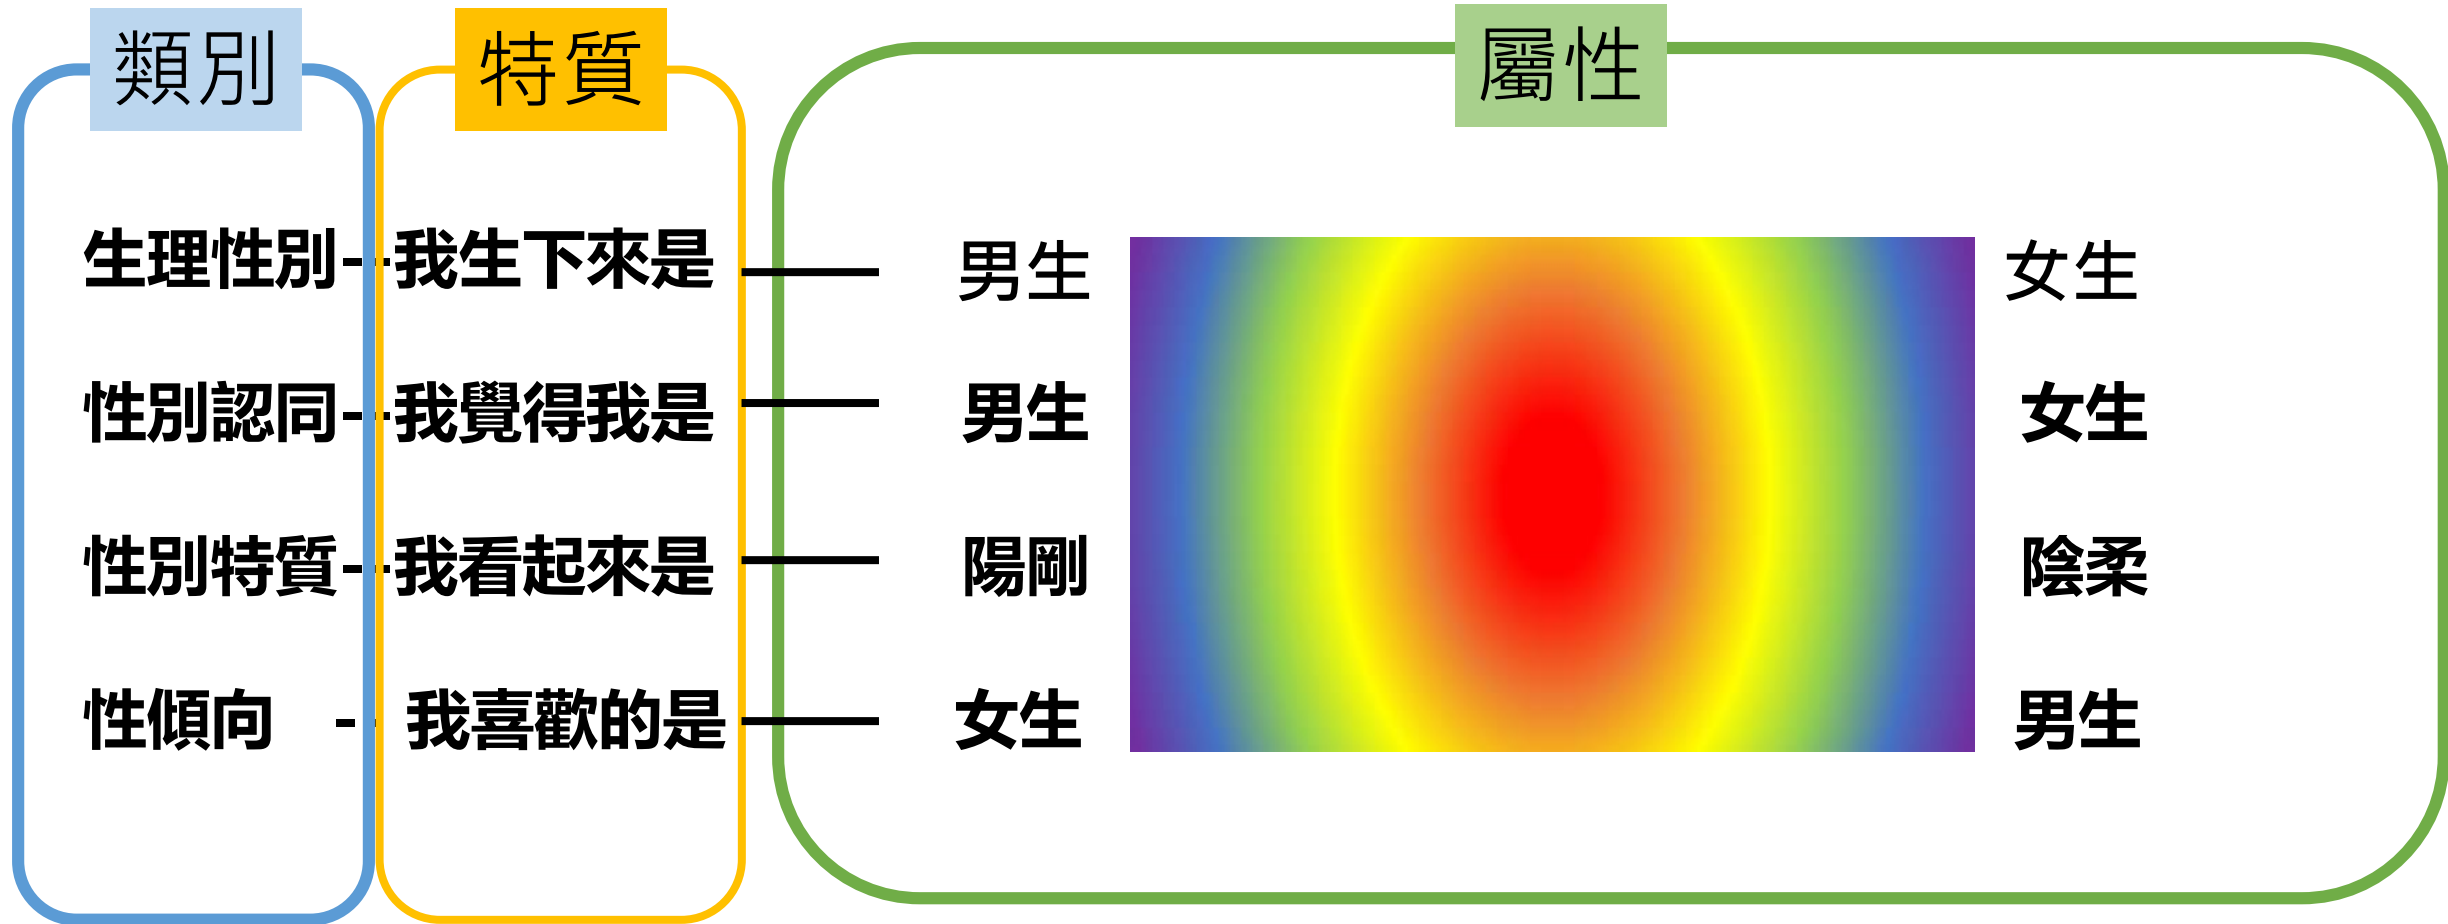 類別 特質 屬性
生理性別--我生下來是 男生 女生
性別認同--我覺得我是 男生 女生
性別特質--我看起來是 陽剛 陰柔
性傾向 - 我喜歡的是 女生 男生